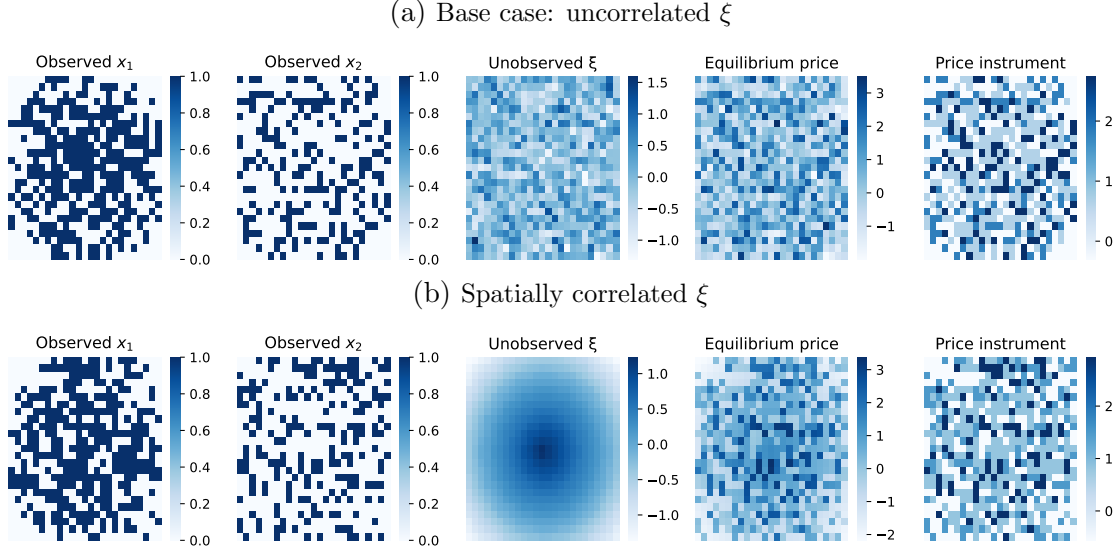 (a) Base case: uncorrelated ξ
Observed x₁ Observed x₂ Unobserved ξ Equilibrium price Price instrument
1.0 0.8 0.6 0.4 0.2 0.0
1.0 0.8 0.6 0.4 0.2 0.0
1.5 1.0 0.5 0.0 −0.5 −1.0
3 2 1 0 −1
2 1 0
(b) Spatially correlated ξ
Observed x₁ Observed x₂ Unobserved ξ Equilibrium price Price instrument
1.0 0.8 0.6 0.4 0.2 0.0
1.0 0.8 0.6 0.4 0.2 0.0
1.0 0.5 0.0 −0.5 −1.0
3 2 1 0 −1 −2
2 1 0